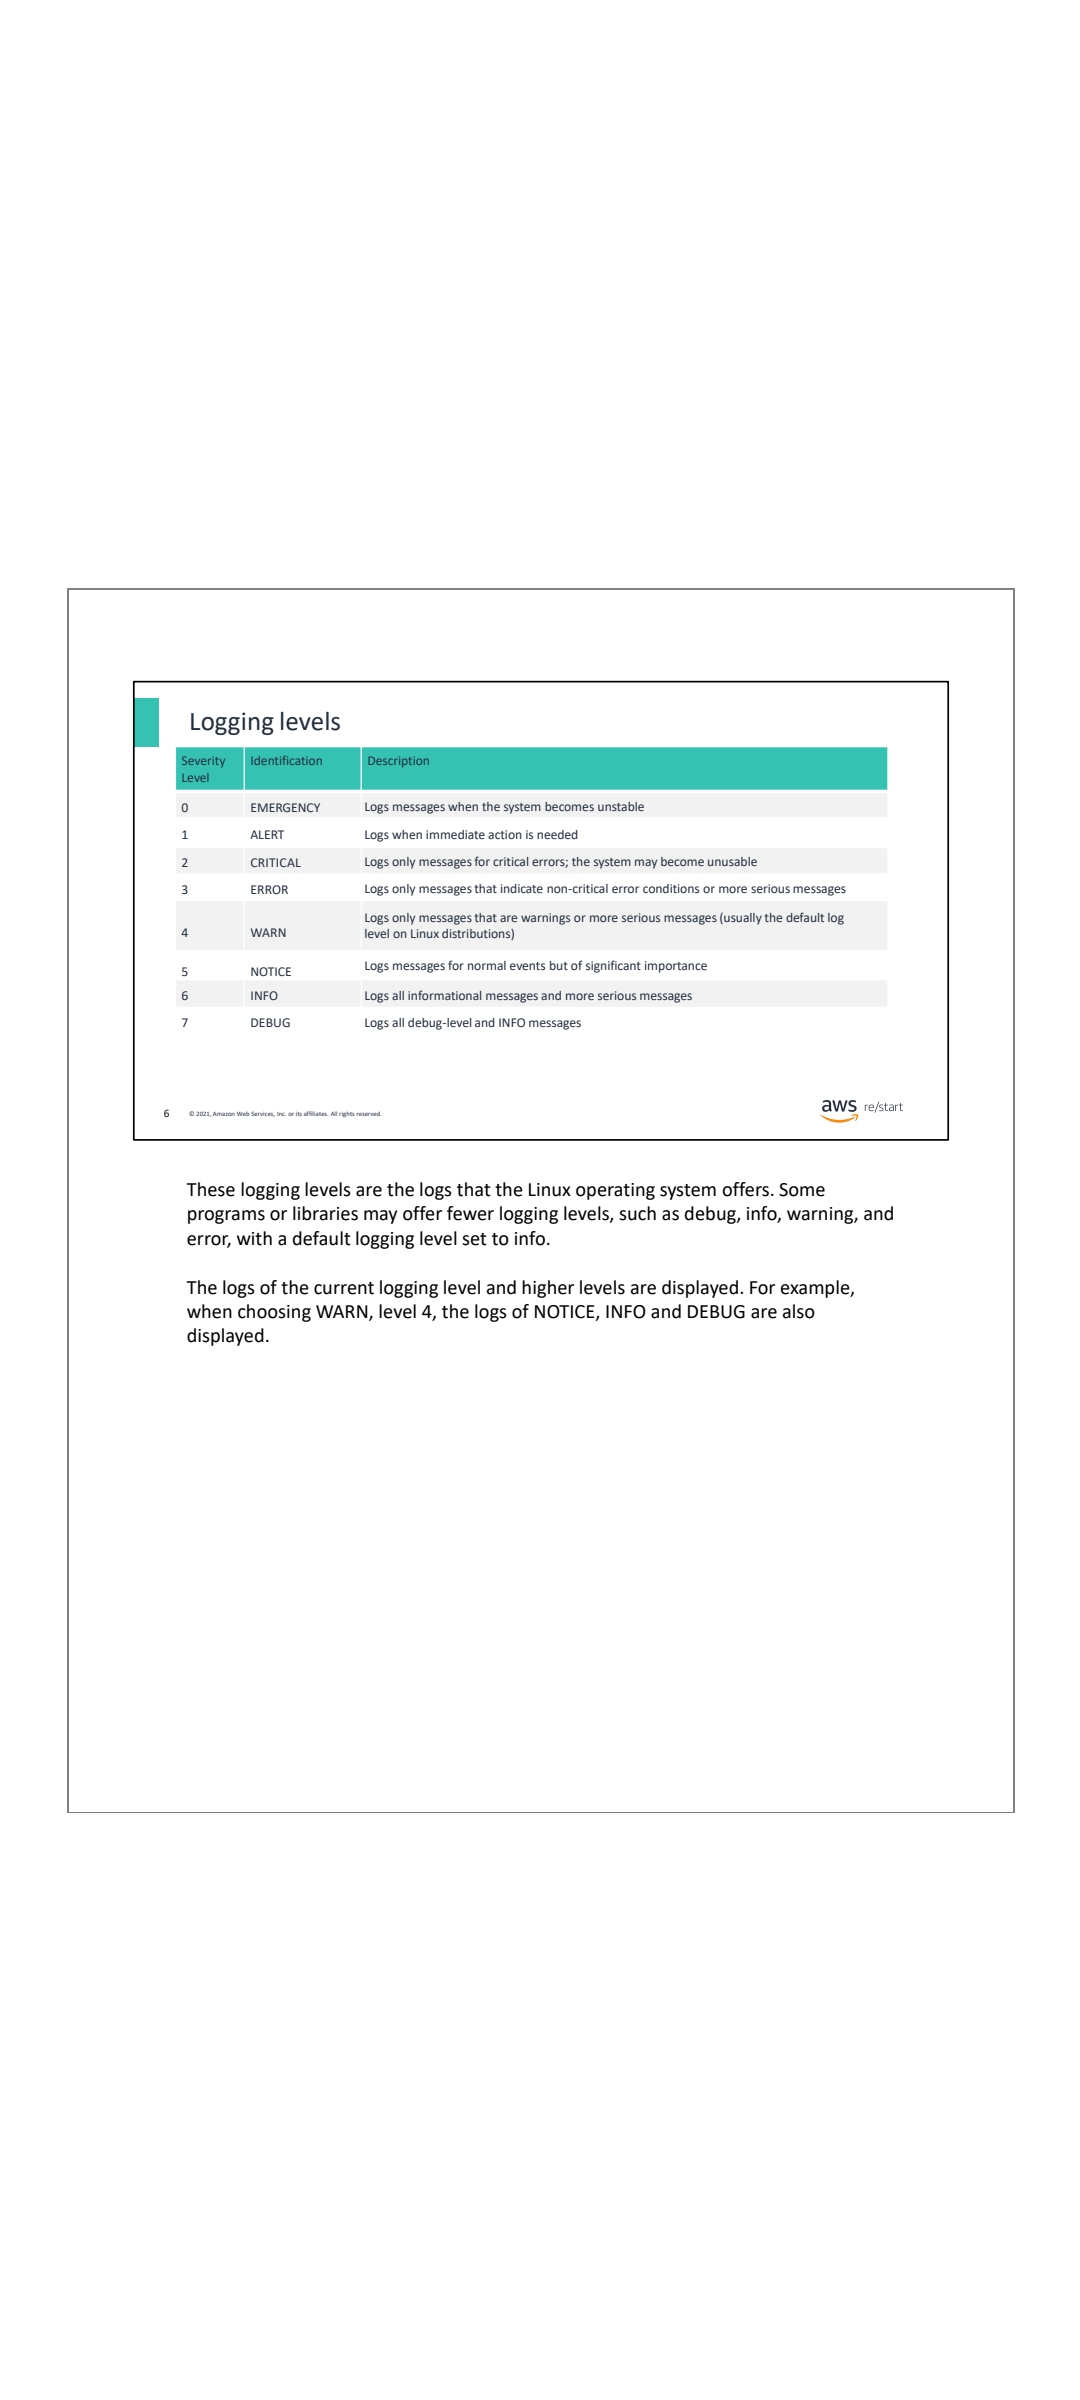 Logging levels
Severity Level Identification Description
0 EMERGENCY Logs messages when the system becomes unstable
1 ALERT Logs when immediate action is needed
2 CRITICAL Logs only messages for critical errors; the system may become unusable
3 ERROR Logs only messages that indicate non-critical error conditions or more serious messages
4 WARN Logs only messages that are warnings or more serious messages (usually the default log
level on Linux distributions)
5 NOTICE Logs messages for normal events but of significant importance
6 INFO Logs all informational messages and more serious messages
7 DEBUG Logs all debug-level and INFO messages
6 © 2021, Amazon Web Services, Inc. or its affiliates. All rights reserved.
aws re/start
These logging levels are the logs that the Linux operating system offers. Some
programs or libraries may offer fewer logging levels, such as debug, info, warning, and
error, with a default logging level set to info.
The logs of the current logging level and higher levels are displayed. For example,
when choosing WARN, level 4, the logs of NOTICE, INFO and DEBUG are also
displayed.